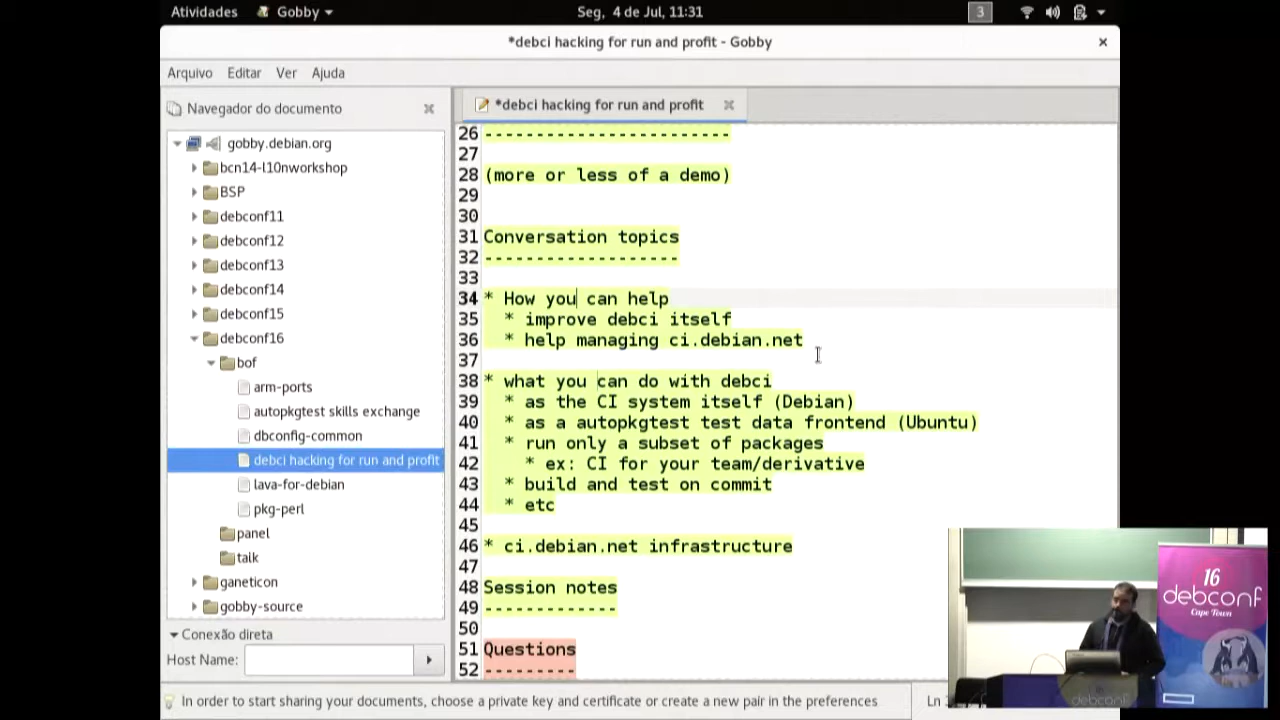 Atividades
Gobby
Seg, 4 de Jul, 11:31
3
*debci hacking for run and profit - Gobby
Arquivo Editar Ver Ajuda
Navegador do documento
gobby.debian.org
bcn14-l10nworkshop
BSP
debconf11
debconf12
debconf13
debconf14
debconf15
debconf16
bof
arm-ports
autopkgtest skills exchange
dbconfig-common
debci hacking for run and profit
lava-for-debian
pkg-perl
panel
talk
ganeticon
gobby-source
Conexão direta
Host Name:
*debci hacking for run and profit
26 -----------------------
27
28 (more or less of a demo)
29
30
31 Conversation topics
32 -------------------
33
34 * How you can help
35 * improve debci itself
36 * help managing ci.debian.net
37
38 * what you can do with debci
39 * as the CI system itself (Debian)
40 * as a autopkgtest test data frontend (Ubuntu)
41 * run only a subset of packages
42 * ex: CI for your team/derivative
43 * build and test on commit
44 * etc
45
46 * ci.debian.net infrastructure
47
48 Session notes
49 -------------
50
51 Questions
52 ---------
In order to start sharing your documents, choose a private key and certificate or create a new pair in the preferences
Ln
16
debconf
Cape Town
debconf